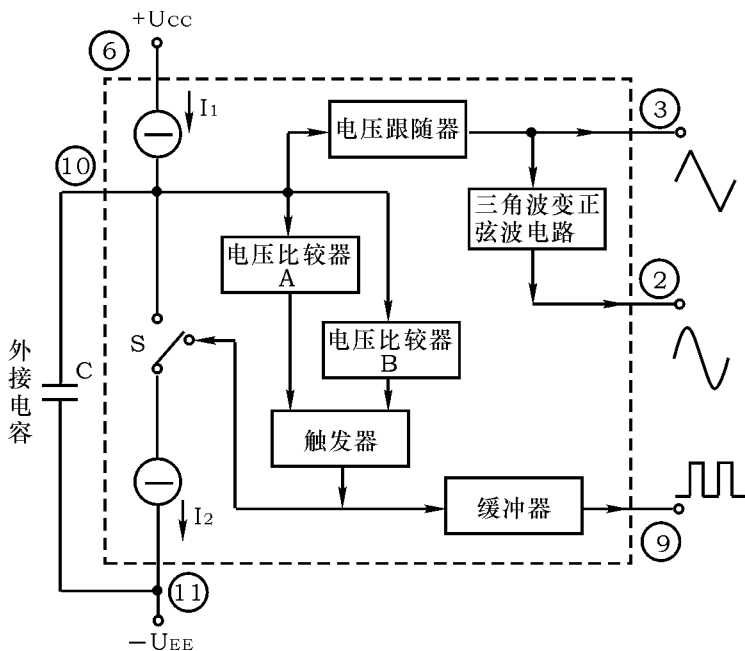 +UCC
⑥
I1
电压跟随器
③
⑩
三角波变正
弦波电路
电压比较器
A
②
S
电压比较器
B
外接电容
C
触发器
I2
缓冲器
⑨
⑪
−UEE